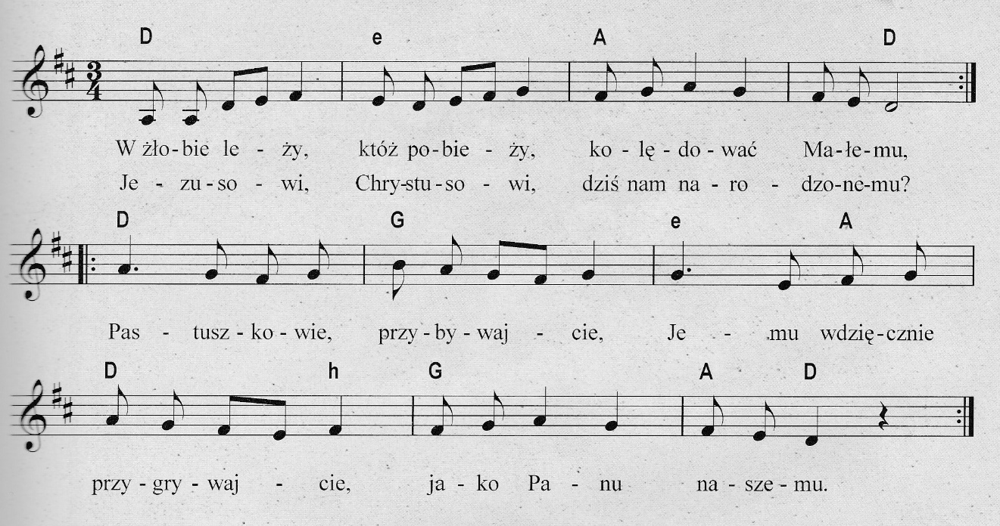 D e A D
3
4
W żło - bie le - ży, któż po - bie - ży, ko - lę - do - wać Ma - łe - mu,
Je - zu - so - wi, Chry - stu - so - wi, dziś nam na - ro - dzo - ne - mu?
D G e A
Pas - tusz - ko - wie, przy - by - waj - cie, Je - mu wdzię - cznie
D h G A D
przy - gry - waj - cie, ja - ko Pa - nu na - sze - mu.